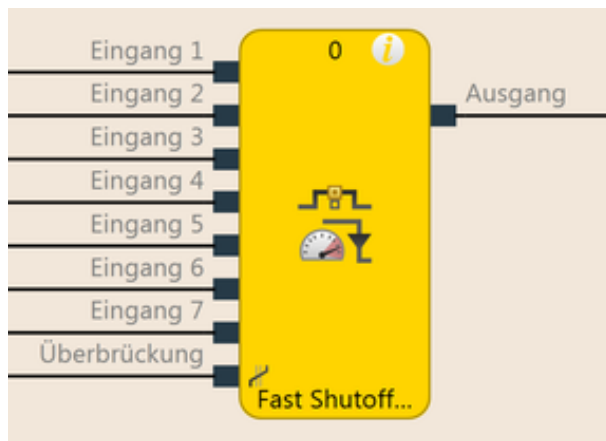 0 i
Eingang 1
Eingang 2
Ausgang
Eingang 3
Eingang 4
Eingang 5
Eingang 6
Eingang 7
Überbrückung
Fast Shutoff...